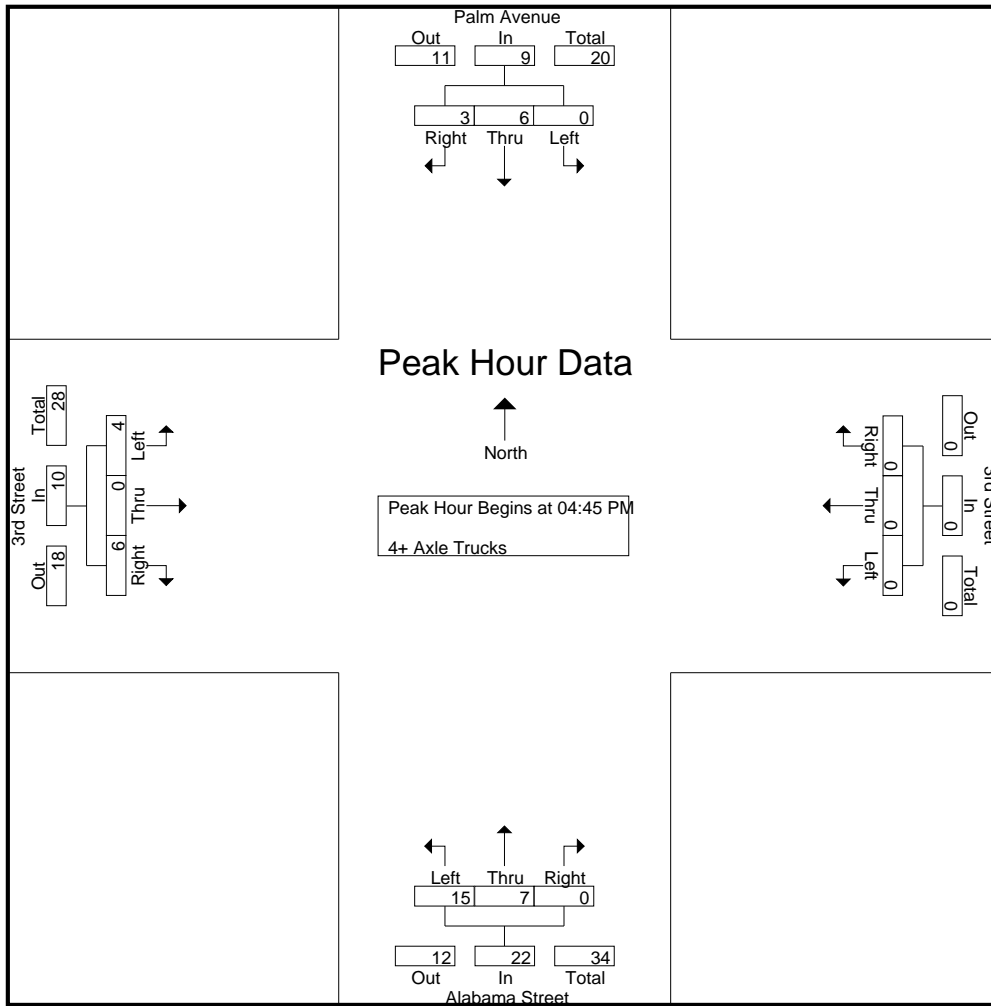 Palm Avenue
Out In Total
11 9 20
3 6 0
Right Thru Left
Peak Hour Data
North
Peak Hour Begins at 04:45 PM
4+ Axle Trucks
3rd Street
Total In Out
28 10 18
4 0 6
Left Thru Right
3rd Street
Out In Total
0 0 0
0 0 0
Right Thru Left
Left Thru Right
15 7 0
12 22 34
Out In Total
Alabama Street